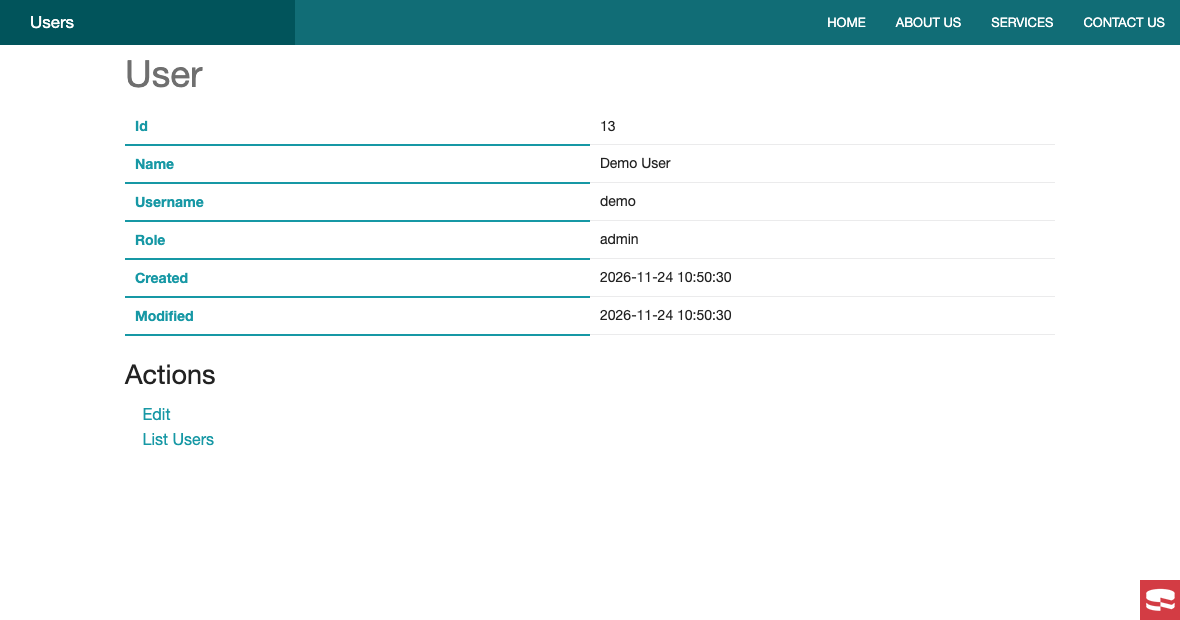 Users HOME ABOUT US SERVICES CONTACT US
User
Id 13
Name Demo User
Username demo
Role admin
Created 2026-11-24 10:50:30
Modified 2026-11-24 10:50:30
Actions
Edit
List Users